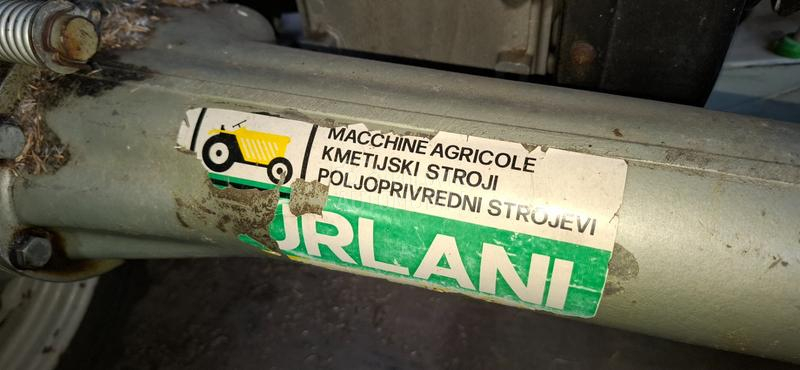 MACCHINE AGRICOLE
KMETIJSKI STROJI
POLJOPRIVREDNI STROJEVI
URLANI